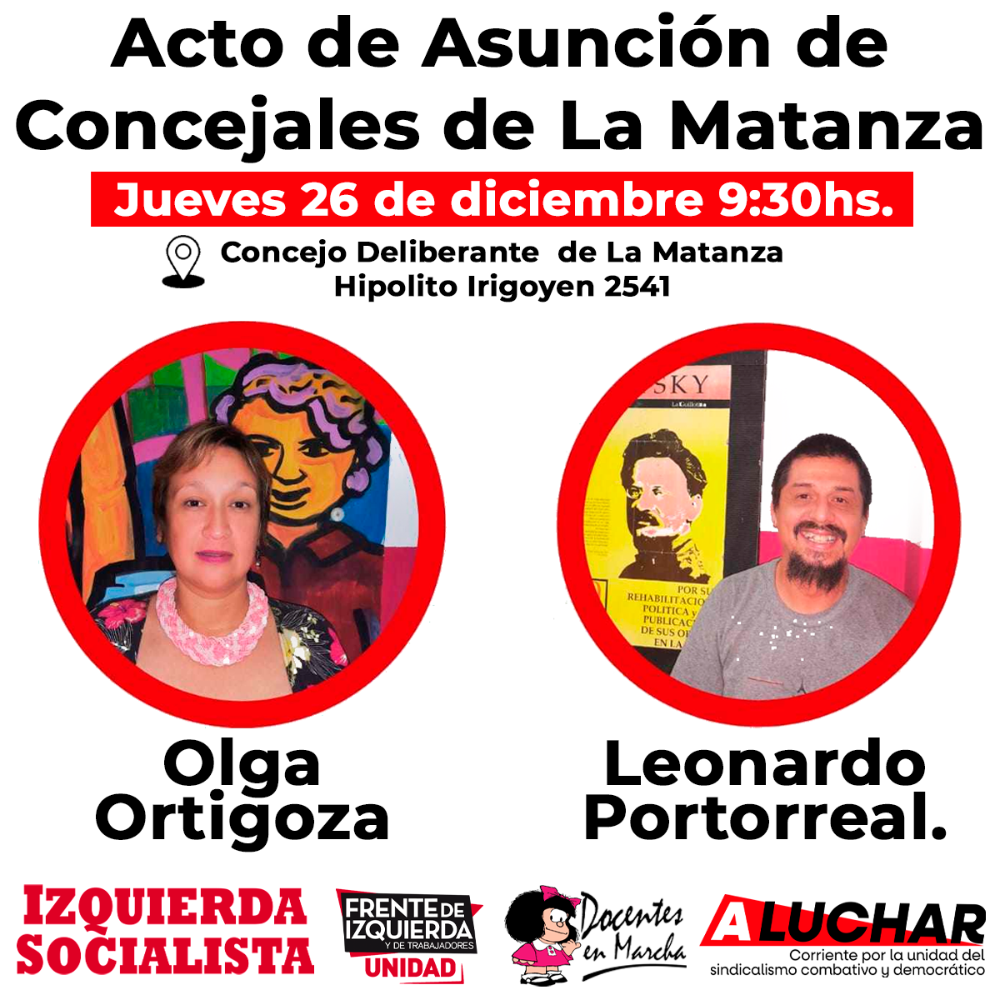 Acto de Asunción de
Concejales de La Matanza
Jueves 26 de diciembre 9:30hs.
Concejo Deliberante de La Matanza
Hipolito Irigoyen 2541
SKY
La Guillotina
POR SU
REHABILITACIO
POLITICA y
PUBLICAC
DE SUS OB
EN LA
Olga
Ortigoza
Leonardo
Portorreal.
IZQUIERDA
SOCIALISTA
FRENTE DE
IZQUIERDA
Y DE TRABAJADORES
UNIDAD
Docentes
en Marcha
A LUCHAR
Corriente por la unidad del
sindicalismo combativo y democrático